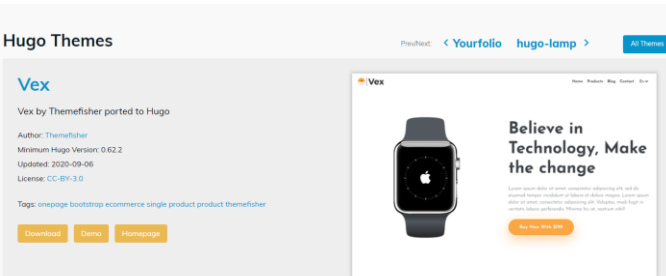 Hugo Themes
Prev/Next: < Yourfolio hugo-lamp >
All Themes
Vex
Vex by Themefisher ported to Hugo
Author: Themefisher
Minimum Hugo Version: 0.62.2
Updated: 2020-09-06
License: CC-BY-3.0
Tags: onepage bootstrap ecommerce single product product themefisher
Download Demo Homepage
Vex
Home Products Blog Contact
Believe in
Technology, Make
the change
Buy Now With $199